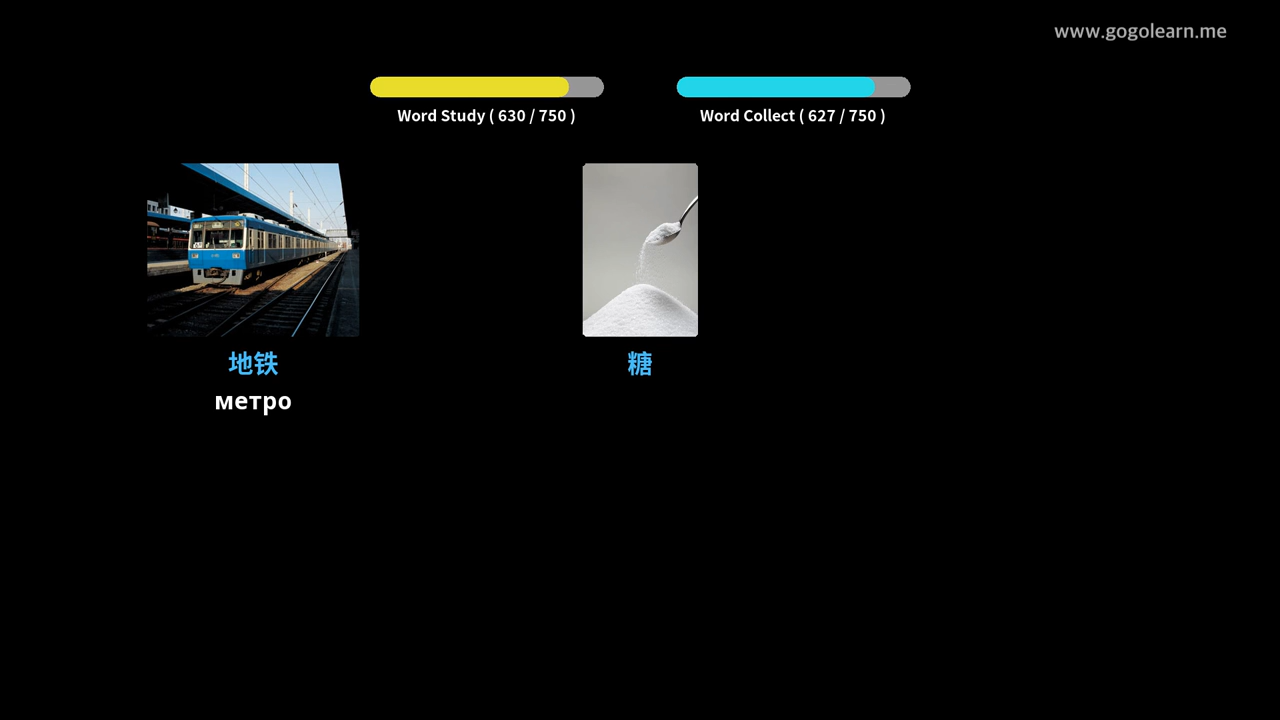 www.gogolearn.me
Word Study ( 630 / 750 )
Word Collect ( 627 / 750 )
地铁
метро
糖